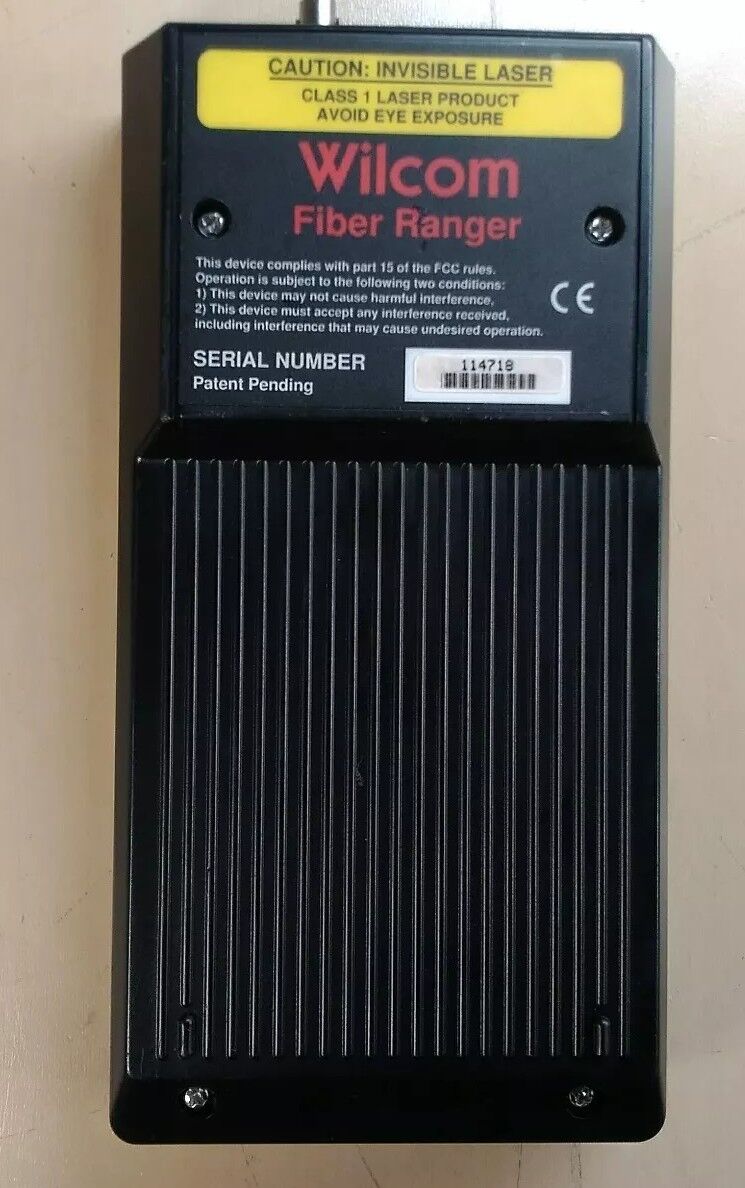 CAUTION: INVISIBLE LASER
CLASS 1 LASER PRODUCT
AVOID EYE EXPOSURE
Wilcom
Fiber Ranger
This device complies with part 15 of the FCC rules.
Operation is subject to the following two conditions:
1) This device may not cause harmful interference,
2) This device must accept any interference received,
including interference that may cause undesired operation.
CE
SERIAL NUMBER
Patent Pending
114718